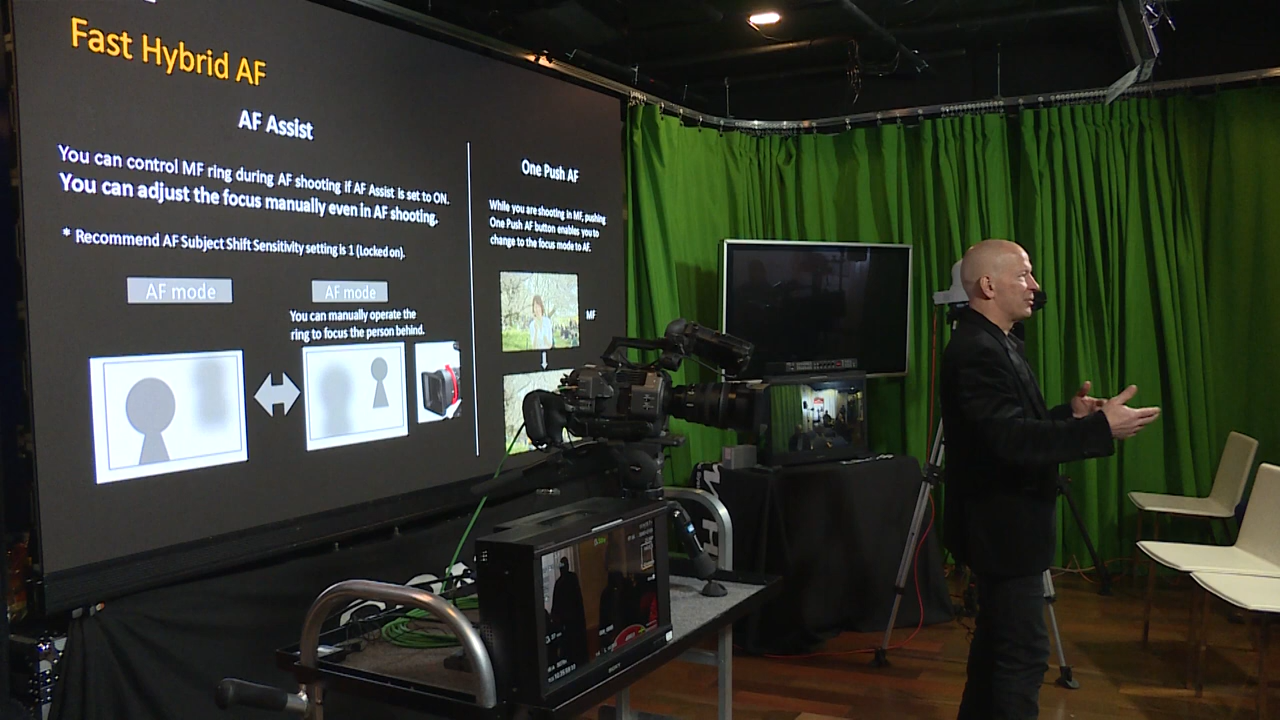 Fast Hybrid AF
AF Assist
You can control MF ring during AF shooting if AF Assist is set to ON.
You can adjust the focus manually even in AF shooting.
* Recommend AF Subject Shift Sensitivity setting is 1 (Locked on).
AF mode
AF mode
You can manually operate the
ring to focus the person behind.
One Push AF
While you are shooting in MF, pushing
One Push AF button enables you to
change to the focus mode to AF.
MF
SONY